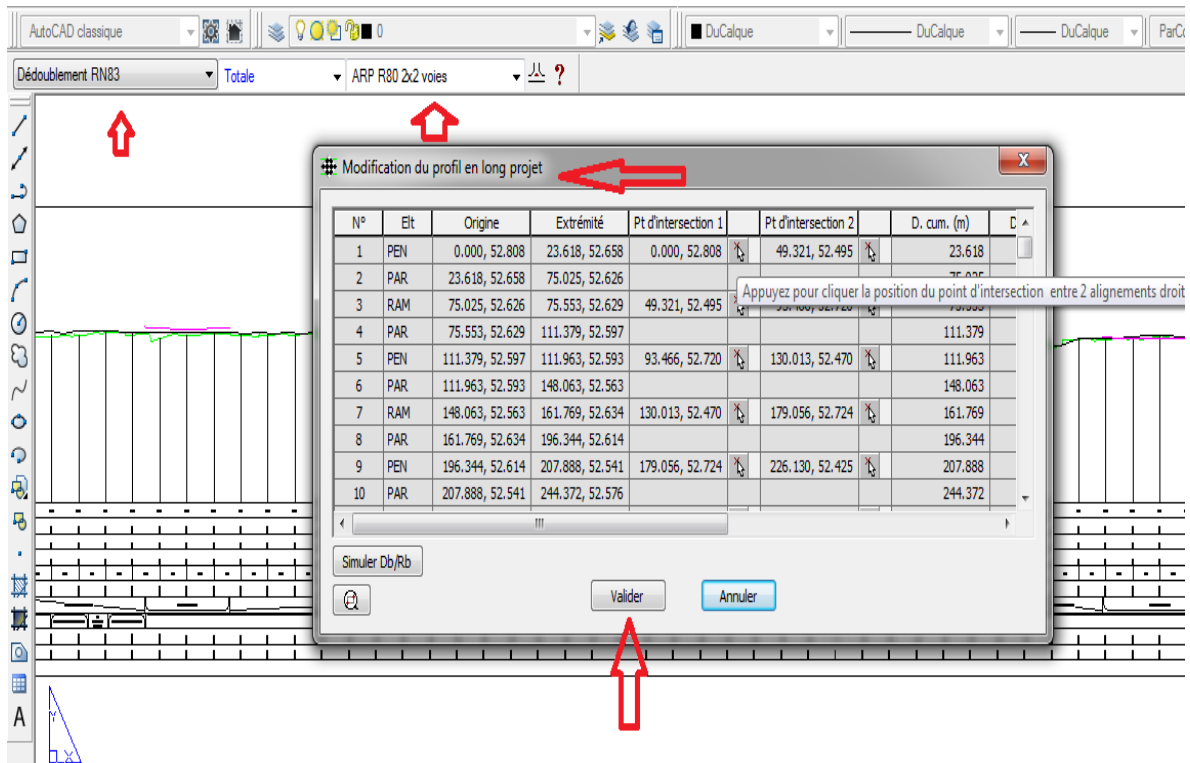 AutoCAD classique 0 DuCalque DuCalque DuCalque
Dédoublement RN83 Totale ARP R80 2x2 voies ?
Modification du profil en long projet
N° Elt Origine Extrémité Pt d'intersection 1 Pt d'intersection 2 D. cum. (m)
1 PEN 0.000, 52.808 23.618, 52.658 0.000, 52.808 49.321, 52.495 23.618
2 PAR 23.618, 52.658 75.025, 52.626
Appuyez pour cliquer la position du point d'intersection entre 2 alignements droit
3 RAM 75.025, 52.626 75.553, 52.629 49.321, 52.495
4 PAR 75.553, 52.629 111.379, 52.597 111.379
5 PEN 111.379, 52.597 111.963, 52.593 93.466, 52.720 130.013, 52.470 111.963
6 PAR 111.963, 52.593 148.063, 52.563 148.063
7 RAM 148.063, 52.563 161.769, 52.634 130.013, 52.470 179.056, 52.724 161.769
8 PAR 161.769, 52.634 196.344, 52.614 196.344
9 PEN 196.344, 52.614 207.888, 52.541 179.056, 52.724 226.130, 52.425 207.888
10 PAR 207.888, 52.541 244.372, 52.576 244.372
Simuler Db/Rb
Valider Annuler
A
Y
X